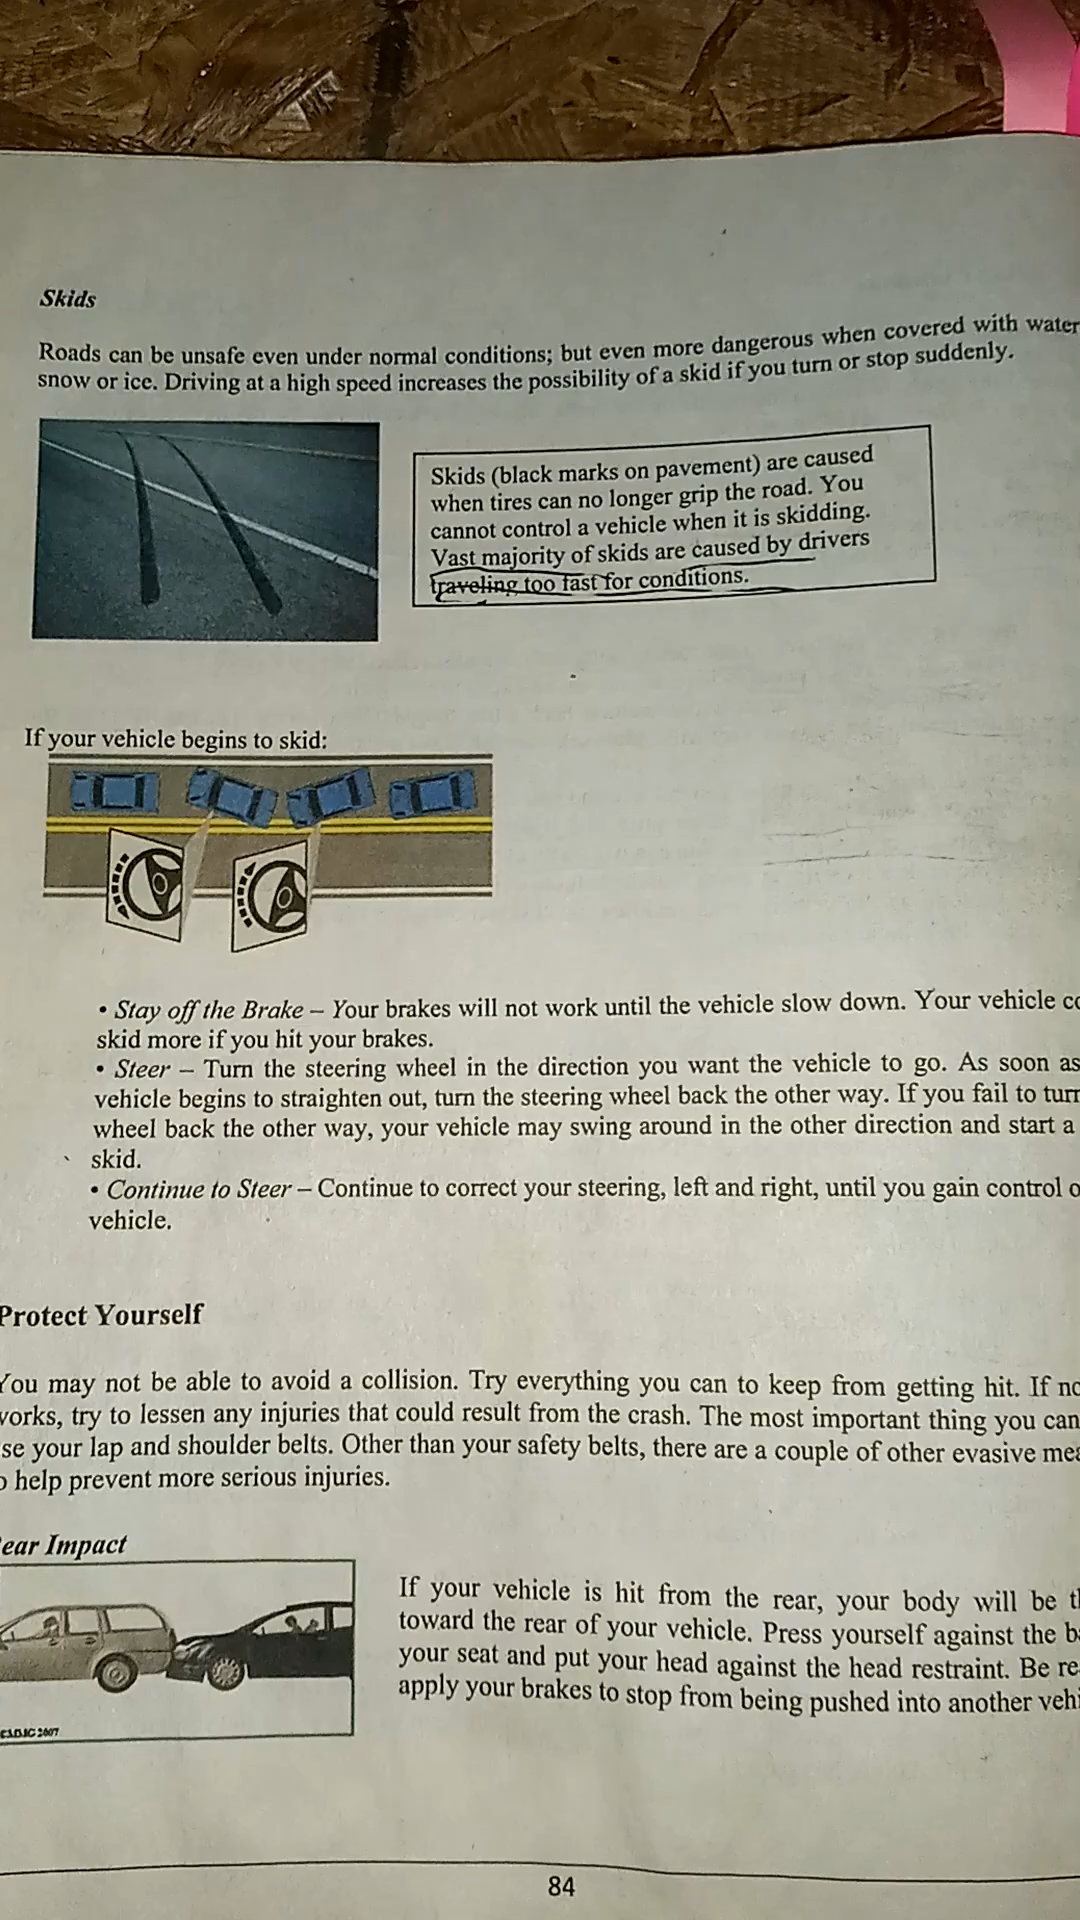 Skids
Roads can be unsafe even under normal conditions; but even more dangerous when covered with water
snow or ice. Driving at a high speed increases the possibility of a skid if you turn or stop suddenly.
Skids (black marks on pavement) are caused
when tires can no longer grip the road. You
cannot control a vehicle when it is skidding.
Vast majority of skids are caused by drivers
traveling too fast for conditions.
If your vehicle begins to skid:
• Stay off the Brake – Your brakes will not work until the vehicle slow down. Your vehicle
skid more if you hit your brakes.
• Steer – Turn the steering wheel in the direction you want the vehicle to go. As soon as
vehicle begins to straighten out, turn the steering wheel back the other way. If you fail to
wheel back the other way, your vehicle may swing around in the other direction and start a
skid.
• Continue to Steer – Continue to correct your steering, left and right, until you gain control
vehicle.
Protect Yourself
You may not be able to avoid a collision. Try everything you can to keep from getting hit. If
try to lessen any injuries that could result from the crash. The most important thing you can
your lap and shoulder belts. Other than your safety belts, there are a couple of other evasive
help prevent more serious injuries.
Impact
If your vehicle is hit from the rear, your body will be
toward the rear of your vehicle. Press yourself against the
your seat and put your head against the head restraint. Be
apply your brakes to stop from being pushed into another
2007
84